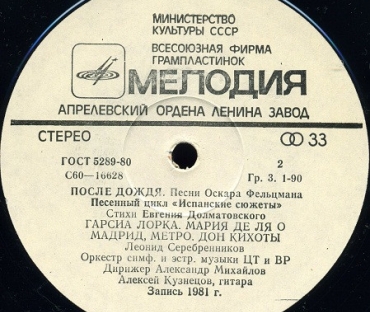 МИНИСТЕРСТВО
КУЛЬТУРЫ СССР
ВСЕСОЮЗНАЯ ФИРМА
ГРАМПЛАСТИНОК
МЕЛОДИЯ
АПРЕЛЕВСКИЙ ОРДЕНА ЛЕНИНА ЗАВОД
СТЕРЕО 33
ГОСТ 5289-80 2
С60—16628 Гр. 3. 1-90
ПОСЛЕ ДОЖДЯ. Песни Оскара Фельцмана
Песенный цикл «Испанские сюжеты»
Стихи Евгения Долматовского
ГАРСИА ЛОРКА. МАРИЯ ДЕ ЛЯ О
МАДРИД, МЕТРО. ДОН КИХОТЫ
Леонид Серебренников
Оркестр симф. и эстр. музыки ЦТ и ВР
Дирижер Александр Михайлов
Алексей Кузнецов, гитара
Запись 1981 г.